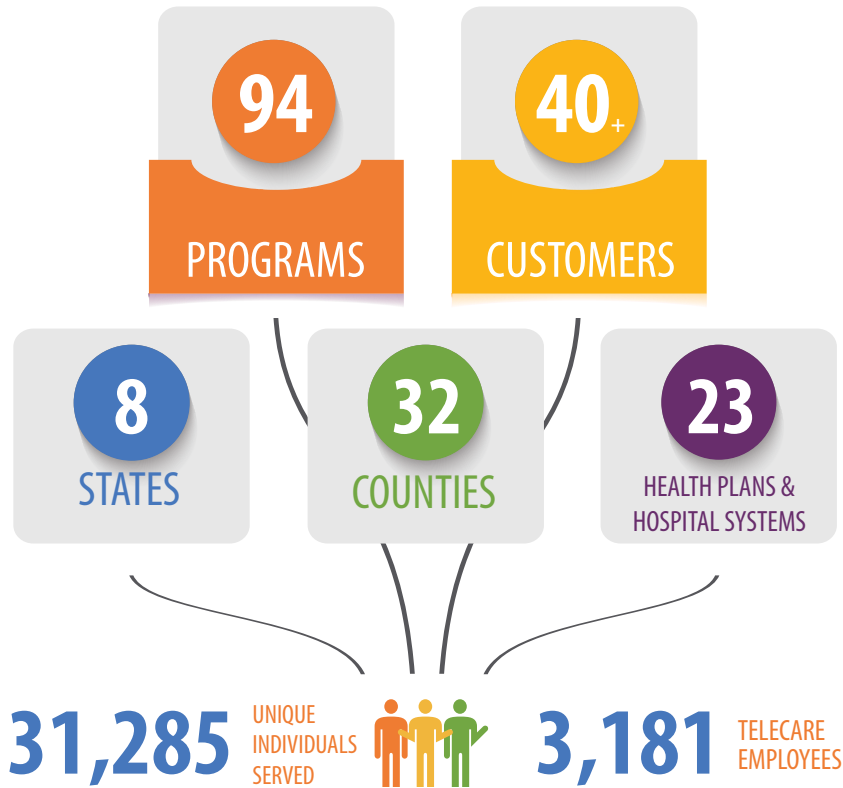 94
PROGRAMS
40+
CUSTOMERS
8
STATES
32
COUNTIES
23
HEALTH PLANS &
HOSPITAL SYSTEMS
31,285
UNIQUE
INDIVIDUALS
SERVED
3,181
TELECARE
EMPLOYEES